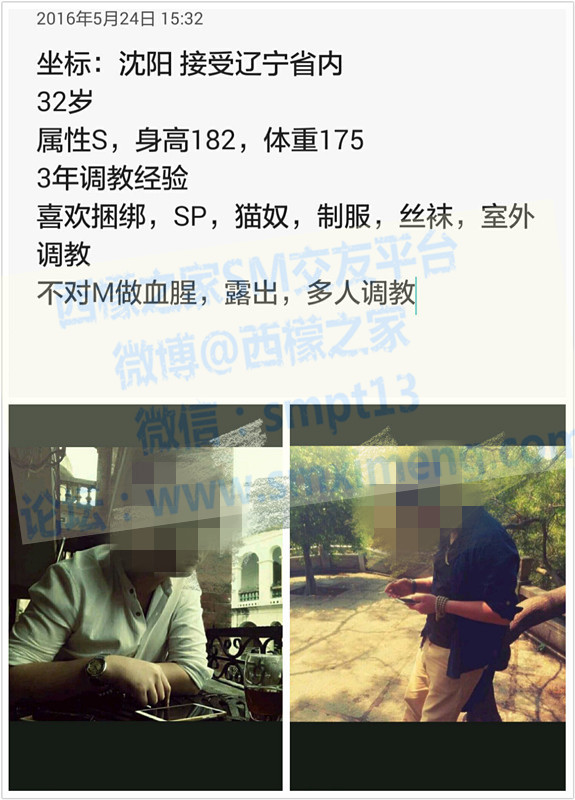 2016年5月24日 15:32
坐标：沈阳 接受辽宁省内
32岁
属性S，身高182，体重175
3年调教经验
喜欢捆绑，SP，猫奴，制服，丝袜，室外
调教
不对M做血腥，露出，多人调教
西檬之家SM交友平台
微博@西檬之家
微信：smpt13
论坛：www.smximeng.com